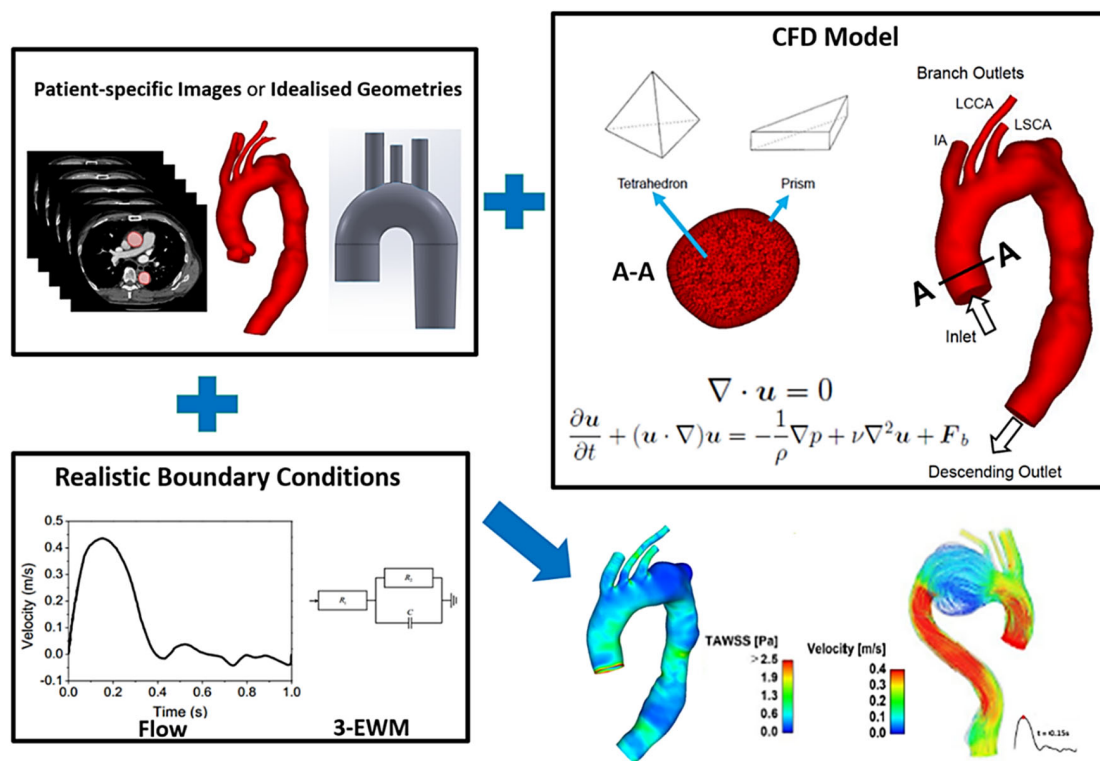 Patient-specific Images or Idealised Geometries
CFD Model
Branch Outlets
LCCA
LSCA
IA
Tetrahedron
Prism
A-A
A
A
Inlet
∇ · u = 0
∂u/∂t + (u · ∇)u = −1/ρ ∇p + ν∇²u + F_b
Descending Outlet
Realistic Boundary Conditions
Velocity (m/s)
0.5
0.4
0.3
0.2
0.1
0.0
-0.1
0.0 0.2 0.4 0.6 0.8 1.0
Time (s)
Flow
R₁
R₂
C
3-EWM
TAWSS [Pa]
>2.5
1.9
1.3
0.6
0.0
Velocity [m/s]
0.4
0.3
0.2
0.1
0.0
t = 0.15s